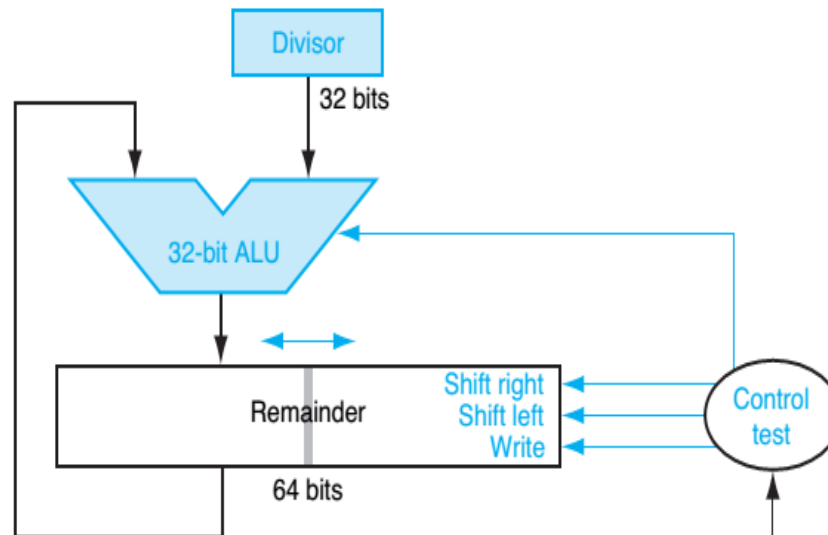 Divisor
32 bits
32-bit ALU
Shift right
Remainder
Shift left
Write
Control
test
64 bits